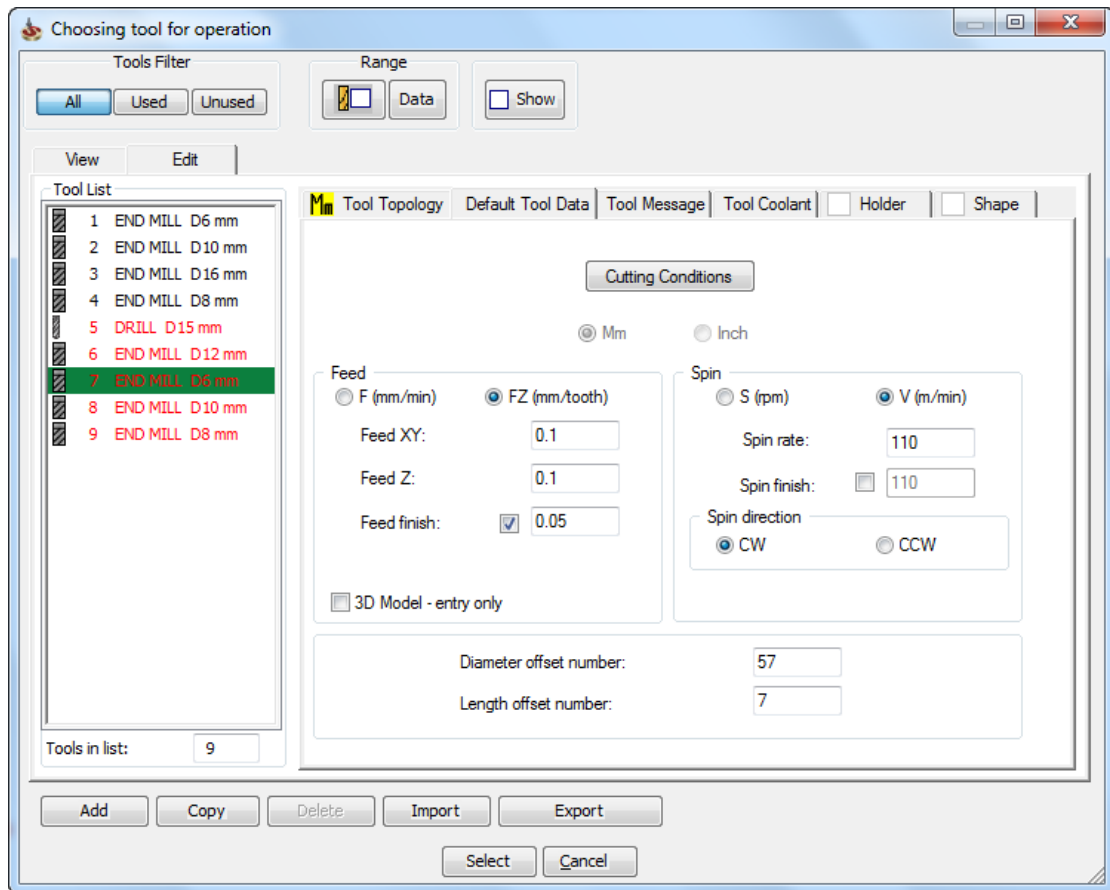 Choosing tool for operation
Tools Filter
All Used Unused
Range
Data
Show
View Edit
Tool List
1 END MILL D6 mm
2 END MILL D10 mm
3 END MILL D16 mm
4 END MILL D8 mm
5 DRILL D15 mm
6 END MILL D12 mm
7 END MILL D6 mm
8 END MILL D10 mm
9 END MILL D8 mm
Tools in list: 9
Mm Tool Topology Default Tool Data Tool Message Tool Coolant Holder Shape
Cutting Conditions
Mm Inch
Feed
F (mm/min) FZ (mm/tooth)
Feed XY: 0.1
Feed Z: 0.1
Feed finish: 0.05
3D Model - entry only
Spin
S (rpm) V (m/min)
Spin rate: 110
Spin finish: 110
Spin direction
CW CCW
Diameter offset number: 57
Length offset number: 7
Add Copy Delete Import Export
Select Cancel